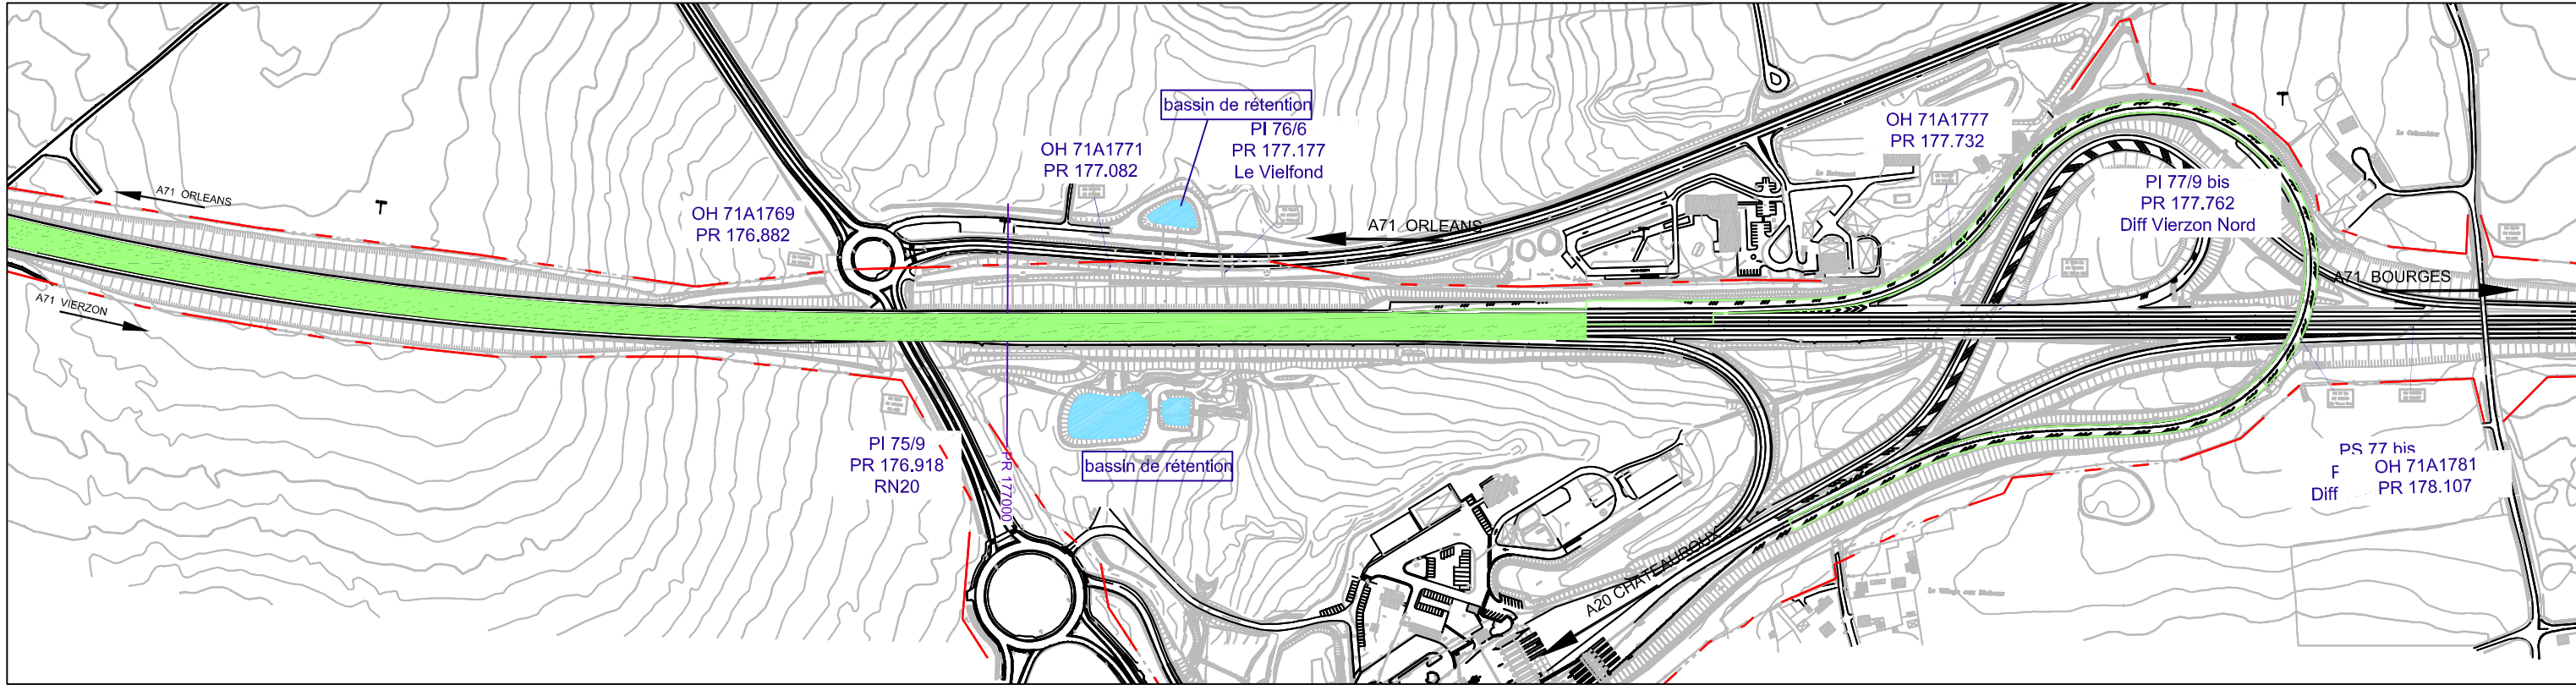 bassin de rétention
PI 76/6
PR 177.177
Le Vielfond
OH 71A1771
PR 177.082
OH 71A1777
PR 177.732
PI 77/9 bis
PR 177.762
Diff Vierzon Nord
A71 ORLEANS
OH 71A1769
PR 176.882
A71 ORLEANS
A71 BOURGES
A71 VIERZON
PI 75/9
PR 176.918
RN20
PR 177000
bassin de rétention
PS 77 bis
Diff
OH 71A1781
PR 178.107
A20 CHATEAUROUX